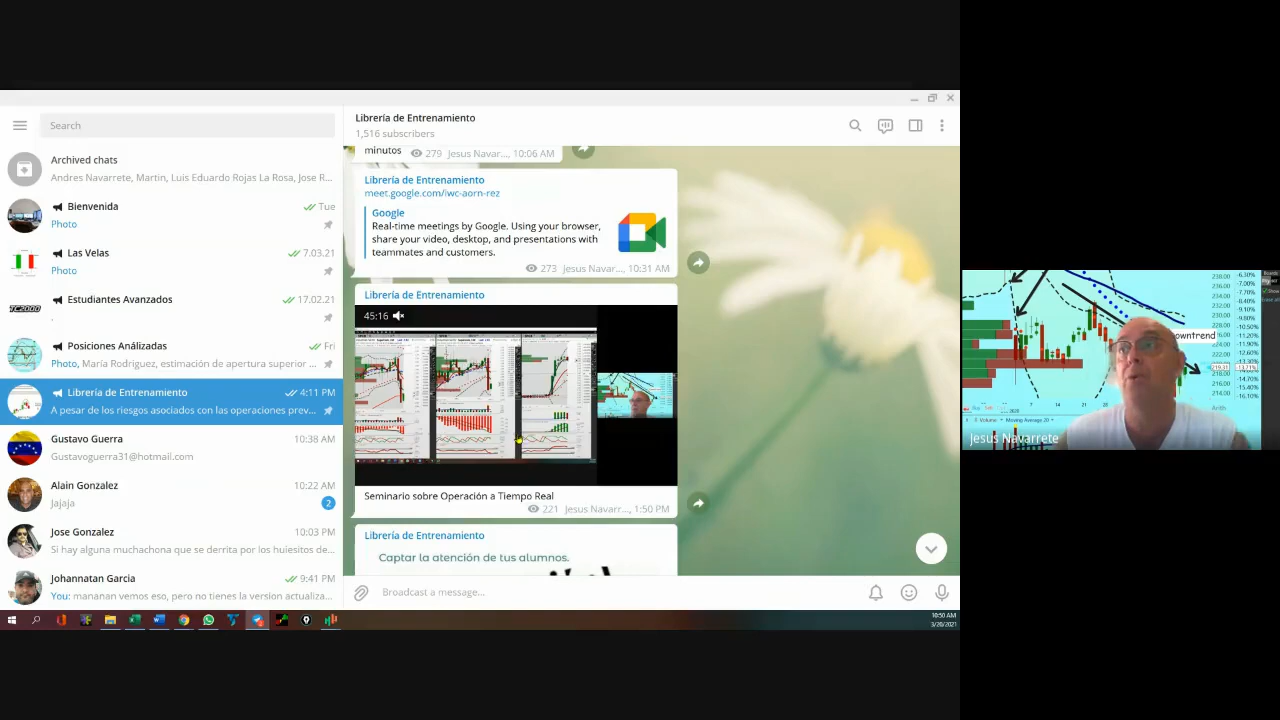 Search
Archived chats
Andres Navarrete, Martin, Luis Eduardo Rojas La Rosa, Jose R...
Bienvenida
Tue
Photo
Las Velas
7.03.21
Photo
TC2000
Estudiantes Avanzados
17.02.21
.
Posiciones Análizadas
Fri
Photo, María Rodríguez, estimación de apertura superior ...
Librería de Entrenamiento
4:11 PM
A pesar de los riesgos asociados con las operaciones prev...
Gustavo Guerra
10:38 AM
Gustavoguerra31@hotmail.com
Alain Gonzalez
10:22 AM
Jajaja
2
Jose Gonzalez
10:03 PM
Si hay alguna muchachona que se derrita por los huiesitos de...
Johannatan Garcia
9:41 PM
You: mananan vemos eso, pero no tienes la version actualiza...
Librería de Entrenamiento
1,516 subscribers
minutos
279 Jesus Navar..., 10:06 AM
Librería de Entrenamiento
meet.google.com/iwc-aorn-rez
Google
Real-time meetings by Google. Using your browser,
share your video, desktop, and presentations with
teammates and customers.
273 Jesus Navar..., 10:31 AM
Librería de Entrenamiento
45:16
Seminario sobre Operación a Tiempo Real
221 Jesus Navarr..., 1:50 PM
Librería de Entrenamiento
Captar la atención de tus alumnos.
Broadcast a message...
10:50 AM
3/20/2021
owntrend
Jesus Navarrete